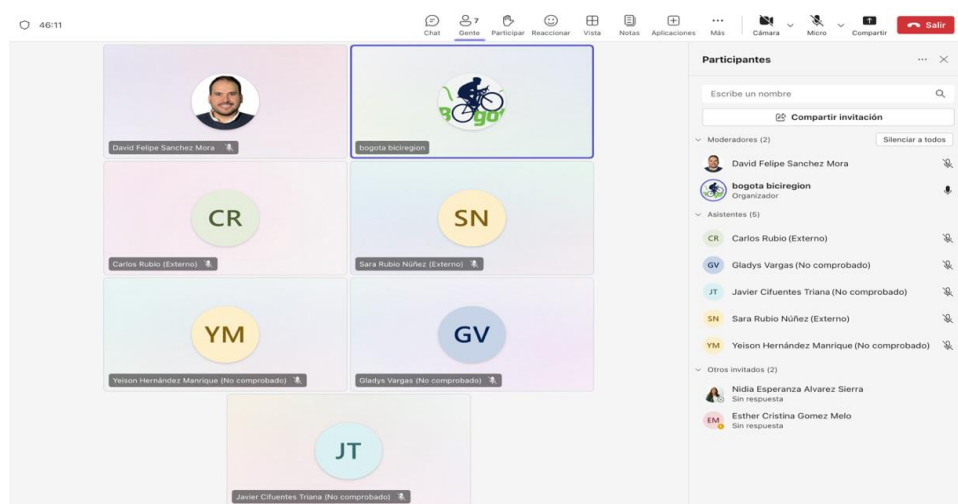 46:11
7
Chat Gente Participar Reaccionar Vista Notas Aplicaciones Más Cámara Micro Compartir Salir
David Felipe Sanchez Mora
Bogo
bogota biciregion
CR
Carlos Rubio (Externo)
SN
Sara Rubio Núñez (Externo)
YM
Yeison Hernández Manrique (No comprobado)
GV
Gladys Vargas (No comprobado)
JT
Javier Cifuentes Triana (No comprobado)
Participantes
Escribe un nombre
Compartir invitación
Moderadores (2) Silenciar a todos
David Felipe Sanchez Mora
bogota biciregion
Organizador
Asistentes (5)
CR Carlos Rubio (Externo)
GV Gladys Vargas (No comprobado)
JT Javier Cifuentes Triana (No comprobado)
SN Sara Rubio Núñez (Externo)
YM Yeison Hernández Manrique (No comprobado)
Otros invitados (2)
Nidia Esperanza Alvarez Sierra
Sin respuesta
EM Esther Cristina Gomez Melo
Sin respuesta